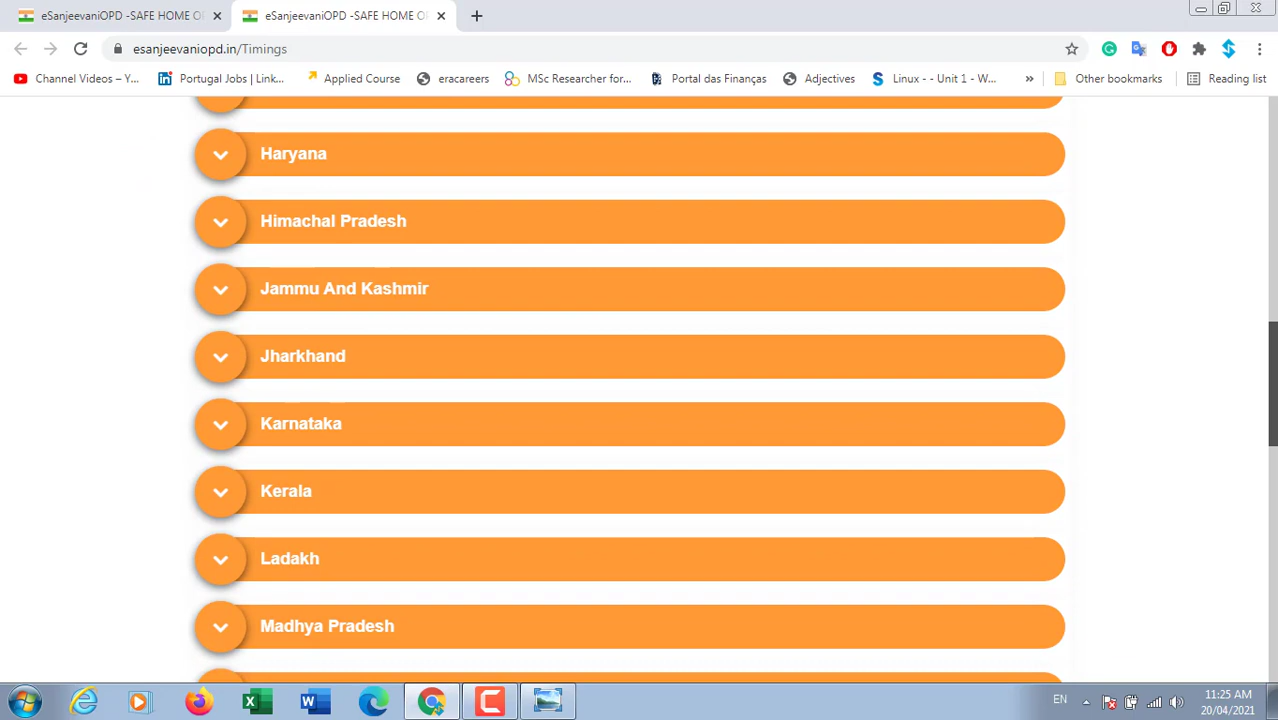 eSanjeevaniOPD -SAFE HOME OF
eSanjeevaniOPD -SAFE HOME OF
esanjeevaniopd.in/Timings
Channel Videos – Y...
Portugal Jobs | Link...
Applied Course
eracareers
MSc Researcher for...
Portal das Finanças
Adjectives
Linux - - Unit 1 - W...
»
Other bookmarks
Reading list
Haryana
Himachal Pradesh
Jammu And Kashmir
Jharkhand
Karnataka
Kerala
Ladakh
Madhya Pradesh
EN
11:25 AM
20/04/2021